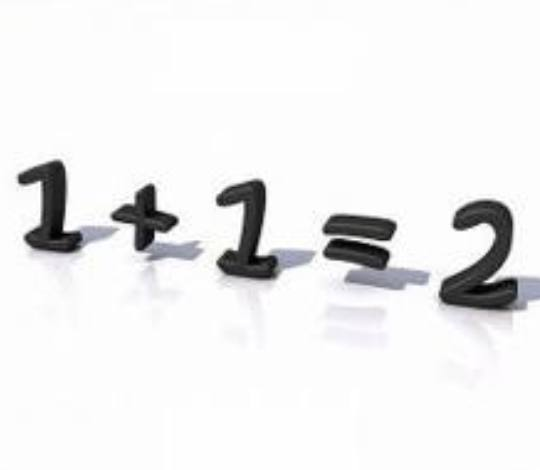 1 + 1 = 2